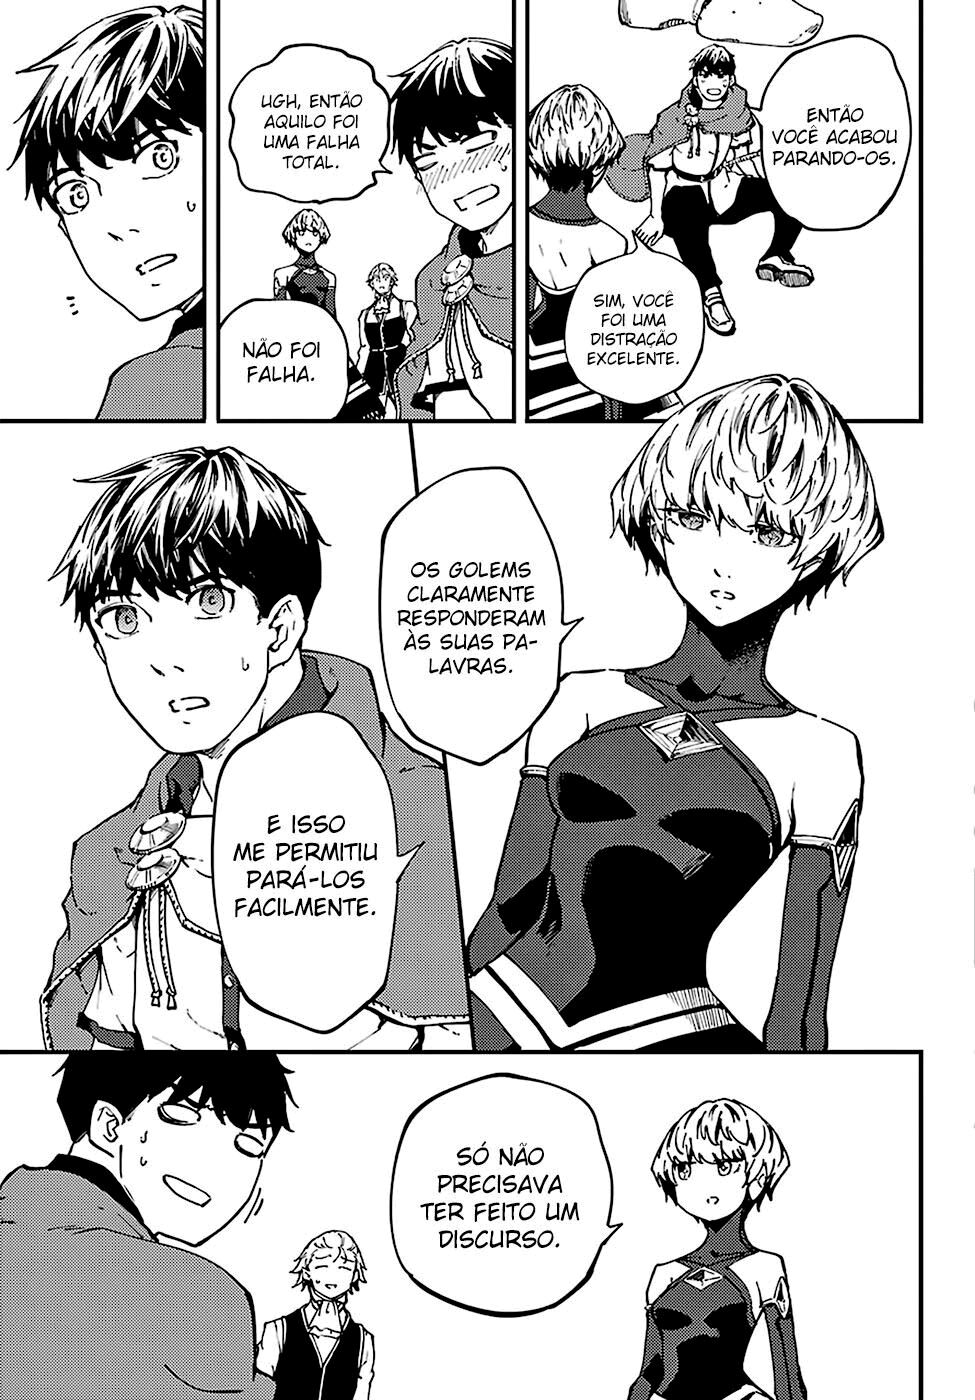 ENTÃO
VOCÊ ACABOU
PARANDO-OS.
SIM, VOCÊ
FOI UMA
DISTRAÇÃO
EXCELENTE.
UGH, ENTÃO
AQUILO FOI
UMA FALHA
TOTAL.
NÃO FOI
FALHA.
OS GOLEMS
CLARAMENTE
RESPONDERAM
ÀS SUAS PA-
LAVRAS.
E ISSO
ME PERMITIU
PARÁ-LOS
FACILMENTE.
SÓ NÃO
PRECISAVA
TER FEITO UM
DISCURSO.